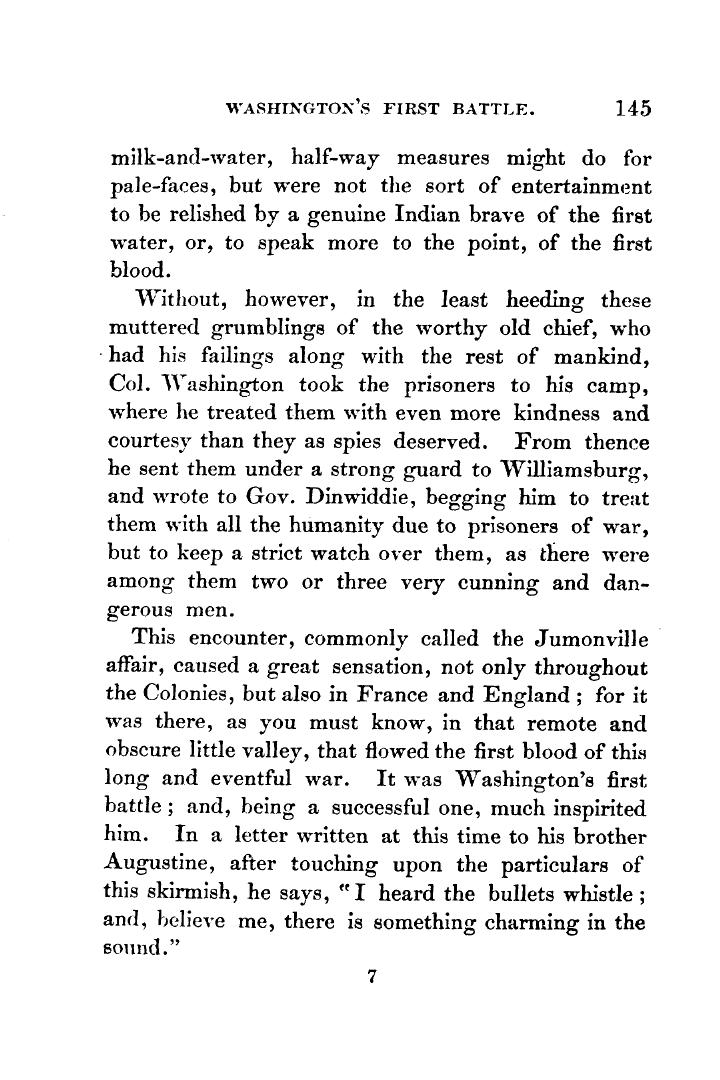 WASHINGTON'S FIRST BATTLE. 145
milk-and-water, half-way measures might do for
pale-faces, but were not the sort of entertainment
to be relished by a genuine Indian brave of the first
water, or, to speak more to the point, of the first
blood.
Without, however, in the least heeding these
muttered grumblings of the worthy old chief, who
had his failings along with the rest of mankind,
Col. Washington took the prisoners to his camp,
where he treated them with even more kindness and
courtesy than they as spies deserved. From thence
he sent them under a strong guard to Williamsburg,
and wrote to Gov. Dinwiddie, begging him to treat
them with all the humanity due to prisoners of war,
but to keep a strict watch over them, as there were
among them two or three very cunning and dan-
gerous men.
This encounter, commonly called the Jumonville
affair, caused a great sensation, not only throughout
the Colonies, but also in France and England ; for it
was there, as you must know, in that remote and
obscure little valley, that flowed the first blood of this
long and eventful war. It was Washington's first
battle ; and, being a successful one, much inspirited
him. In a letter written at this time to his brother
Augustine, after touching upon the particulars of
this skirmish, he says, "I heard the bullets whistle ;
and, believe me, there is something charming in the
sound."
7